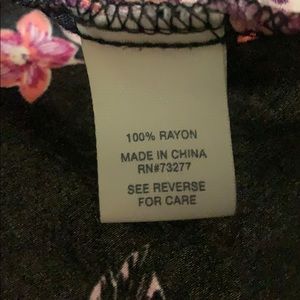 100% RAYON
MADE IN CHINA
RN#73277
SEE REVERSE
FOR CARE